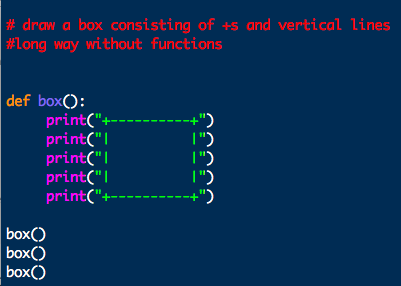 # draw a box consisting of +s and vertical lines
#long way without functions
def box():
    print("+----------+")
    print("|          |")
    print("|          |")
    print("|          |")
    print("+----------+")
box()
box()
box()